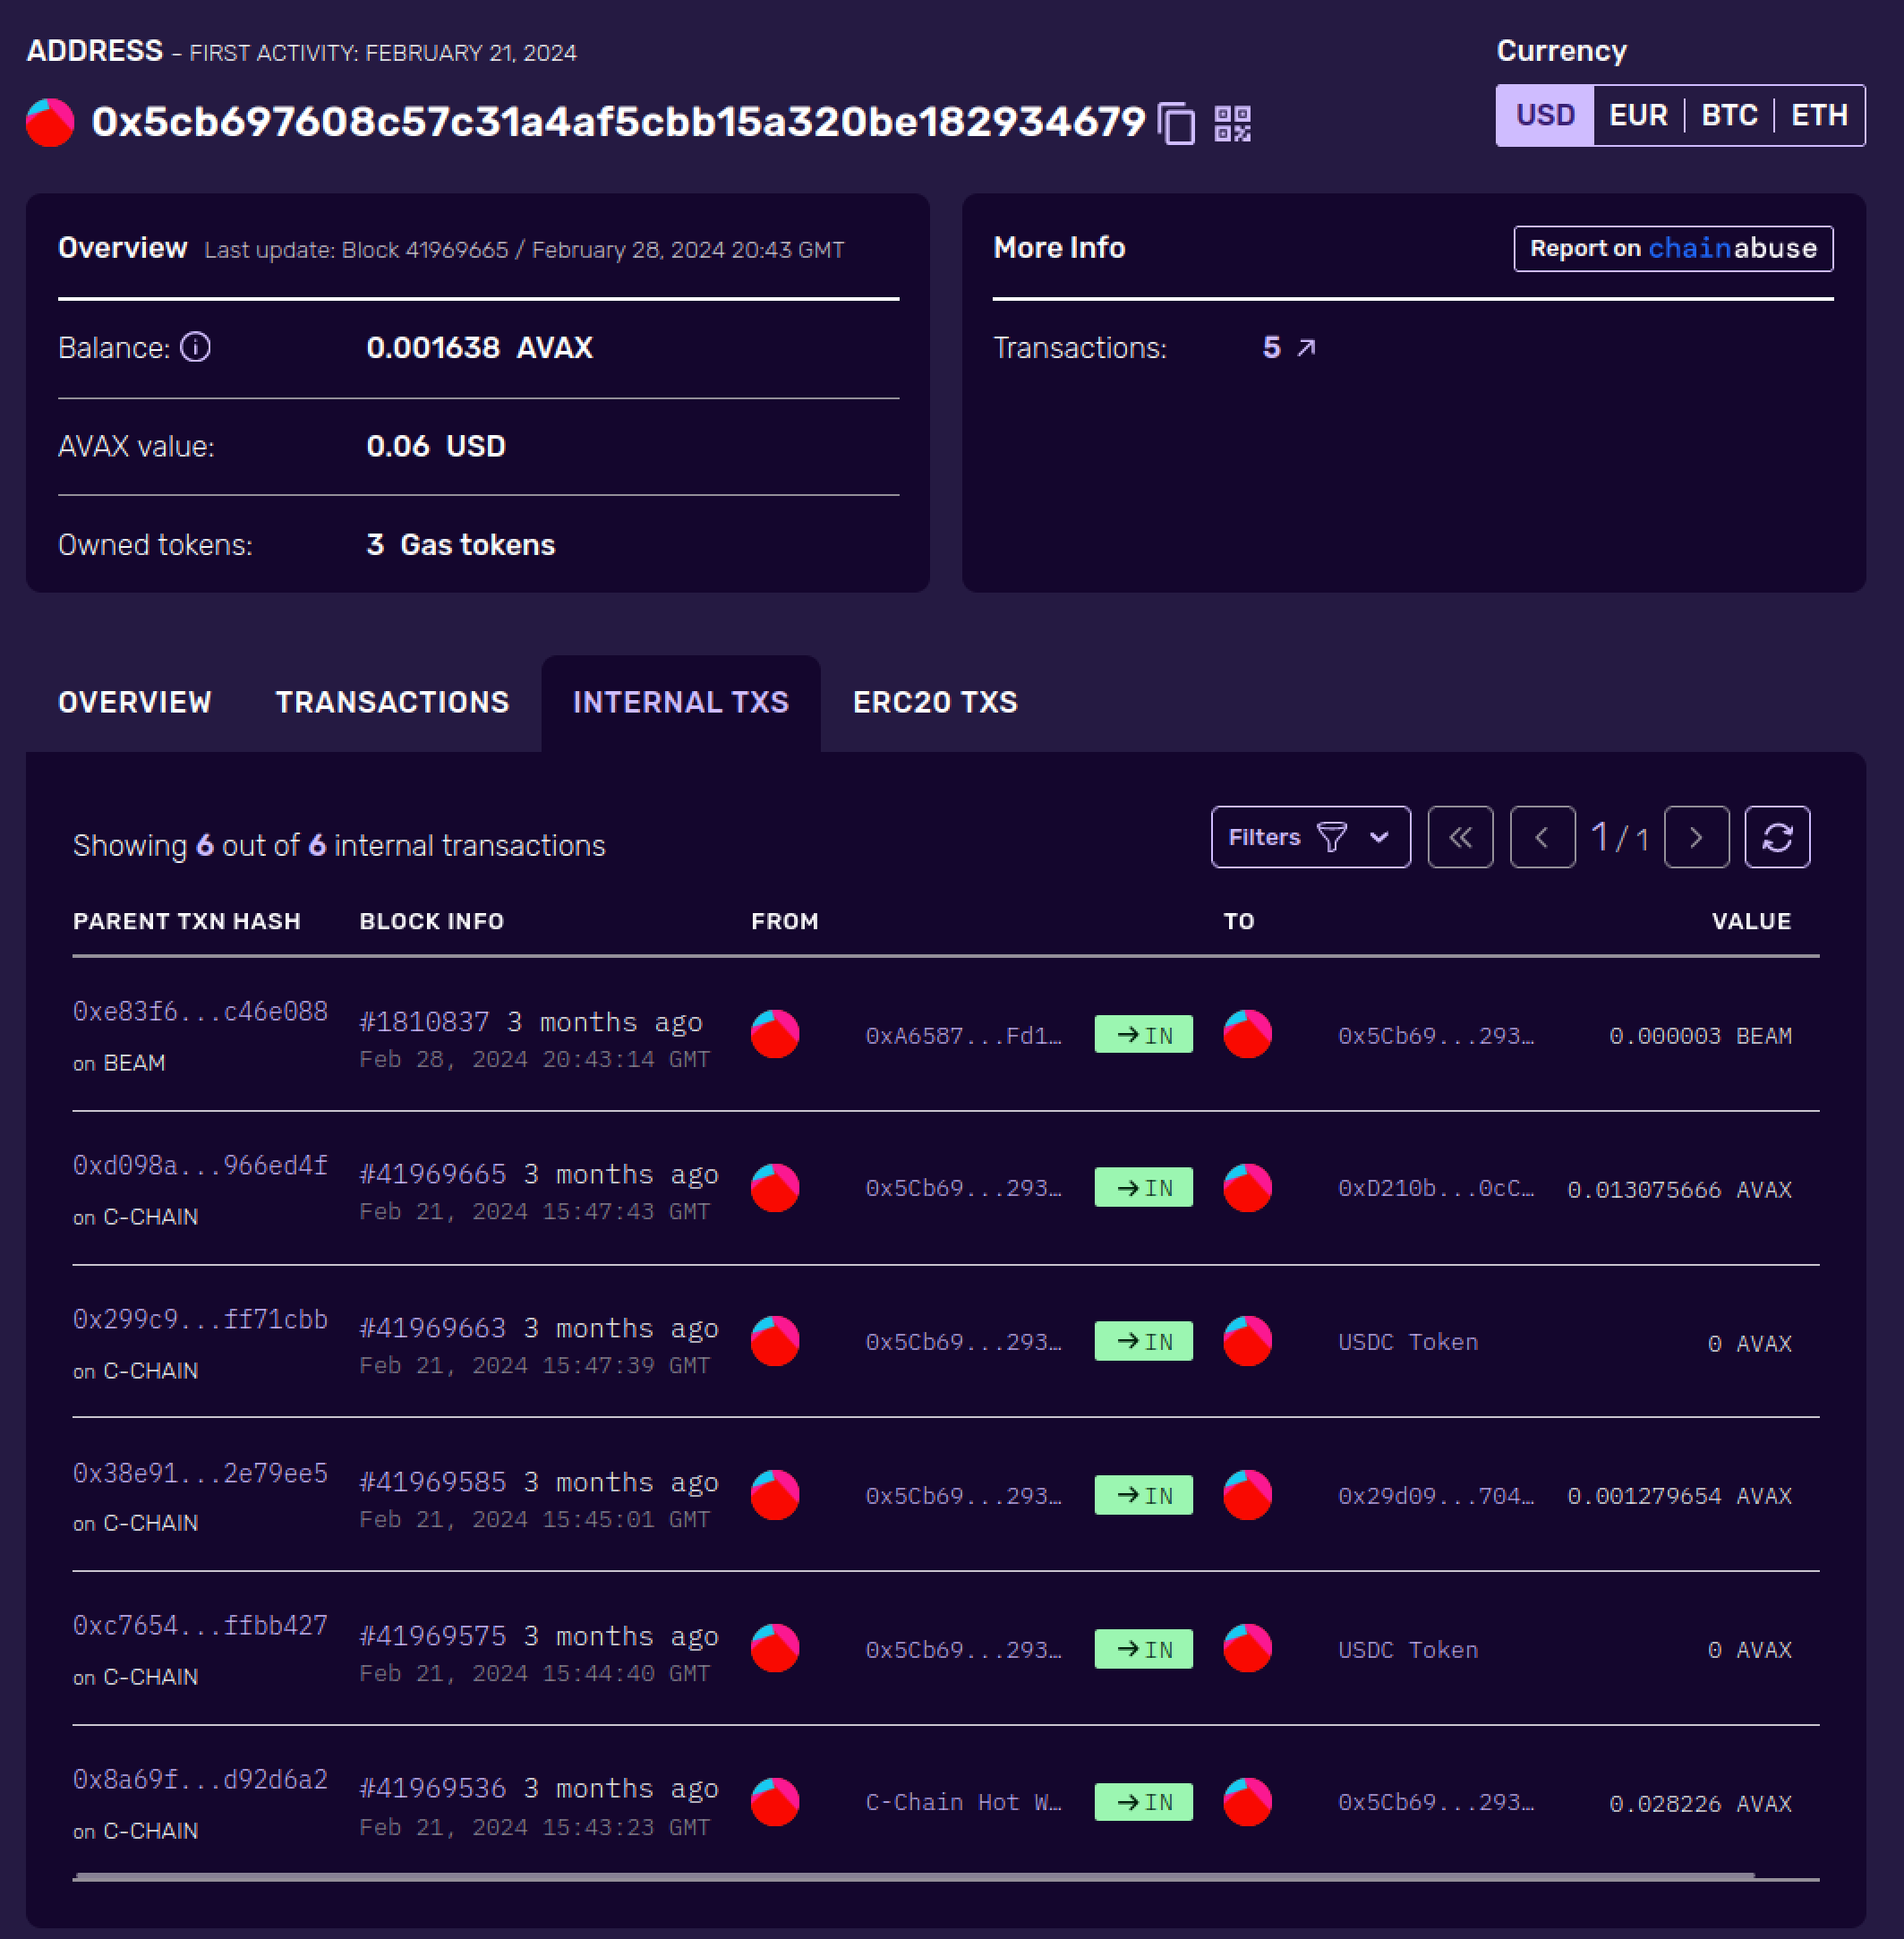 ADDRESS - FIRST ACTIVITY: FEBRUARY 21, 2024
Currency
0x5cb697608c57c31a4af5cbb15a320be182934679
USD EUR BTC ETH
Overview Last update: Block 41969665 / February 28, 2024 20:43 GMT
Balance: 0.001638 AVAX
AVAX value: 0.06 USD
Owned tokens: 3 Gas tokens
More Info
Report on chainabuse
Transactions: 5
OVERVIEW TRANSACTIONS INTERNAL TXS ERC20 TXS
Showing 6 out of 6 internal transactions
Filters 1 / 1
PARENT TXN HASH BLOCK INFO FROM TO VALUE
0xe83f6...c46e088 #1810837 3 months ago 0xA6587...Fd1… IN 0x5Cb69...293… 0.000003 BEAM
on BEAM Feb 28, 2024 20:43:14 GMT
0xd098a...966ed4f #41969665 3 months ago 0x5Cb69...293… IN 0xD210b...0cC… 0.013075666 AVAX
on C-CHAIN Feb 21, 2024 15:47:43 GMT
0x299c9...ff71cbb #41969663 3 months ago 0x5Cb69...293… IN USDC Token 0 AVAX
on C-CHAIN Feb 21, 2024 15:47:39 GMT
0x38e91...2e79ee5 #41969585 3 months ago 0x5Cb69...293… IN 0x29d09...704… 0.001279654 AVAX
on C-CHAIN Feb 21, 2024 15:45:01 GMT
0xc7654...ffbb427 #41969575 3 months ago 0x5Cb69...293… IN USDC Token 0 AVAX
on C-CHAIN Feb 21, 2024 15:44:40 GMT
0x8a69f...d92d6a2 #41969536 3 months ago C-Chain Hot W… IN 0x5Cb69...293… 0.028226 AVAX
on C-CHAIN Feb 21, 2024 15:43:23 GMT